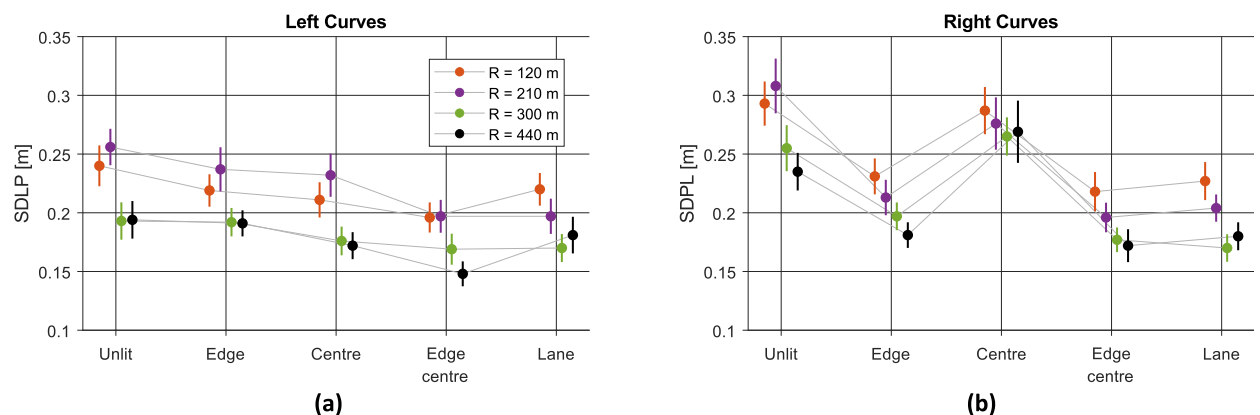 Left Curves
0.35
0.3
0.25
0.2
0.15
0.1
SDLP [m]
R = 120 m
R = 210 m
R = 300 m
R = 440 m
Unlit
Edge
Centre
Edge
centre
Lane
(a)
Right Curves
0.35
0.3
0.25
0.2
0.15
0.1
SDPL [m]
Unlit
Edge
Centre
Edge
centre
Lane
(b)